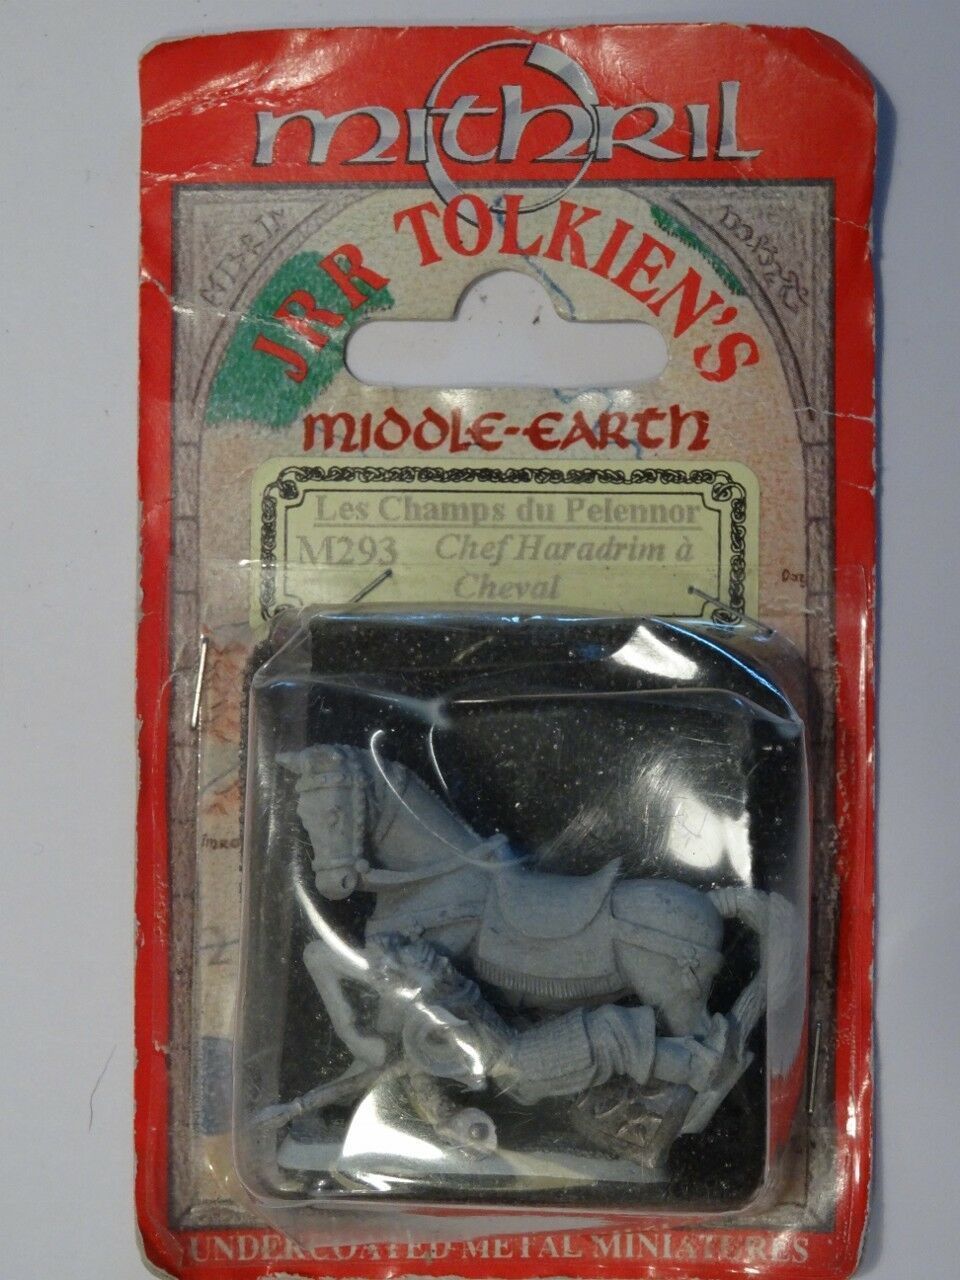 mithril
JRR TOLKIEN'S
MIDDLE-EARTH
Les Champs du Pelennor
M293 Chef Haradrim à
Cheval
UNDERCOATED METAL MINIATURES